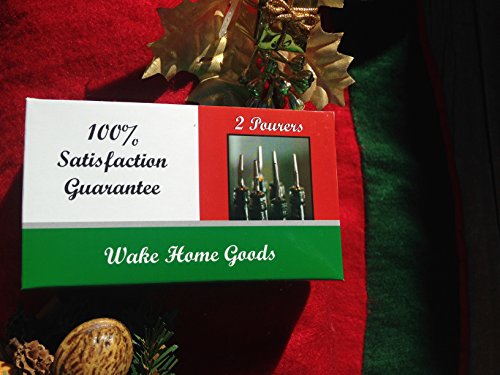 100%
Satisfaction
Guarantee
2 Pourers
Wake Home Goods